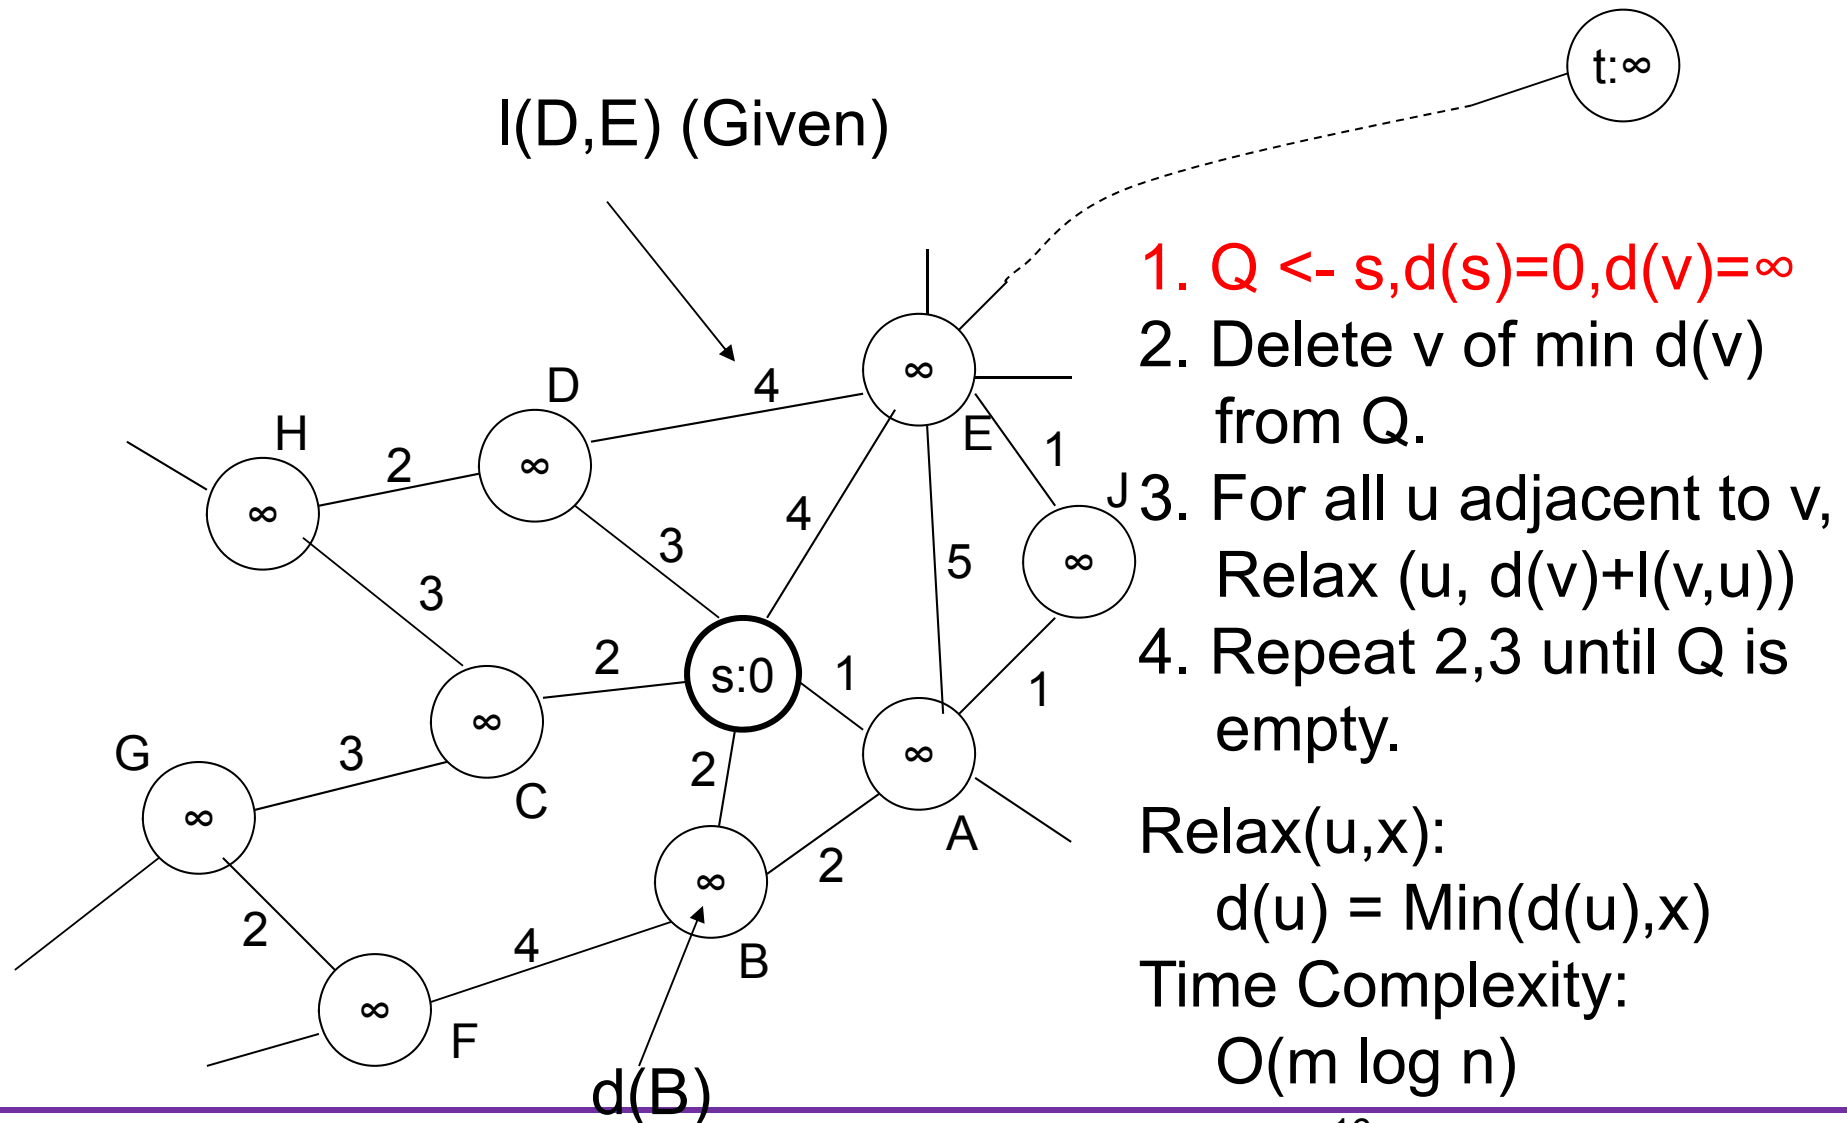 t:∞
l(D,E) (Given)
1. Q <- s,d(s)=0,d(v)=∞
2. Delete v of min d(v)
from Q.
3. For all u adjacent to v,
Relax (u, d(v)+l(v,u))
4. Repeat 2,3 until Q is
empty.
Relax(u,x):
d(u) = Min(d(u),x)
Time Complexity:
O(m log n)
∞
E
D
4
∞
H
2
∞
1
J
4
3
5
∞
3
2
s:0
1
1
∞
G
3
∞
C
2
∞
A
2
∞
B
2
4
∞
F
d(B)